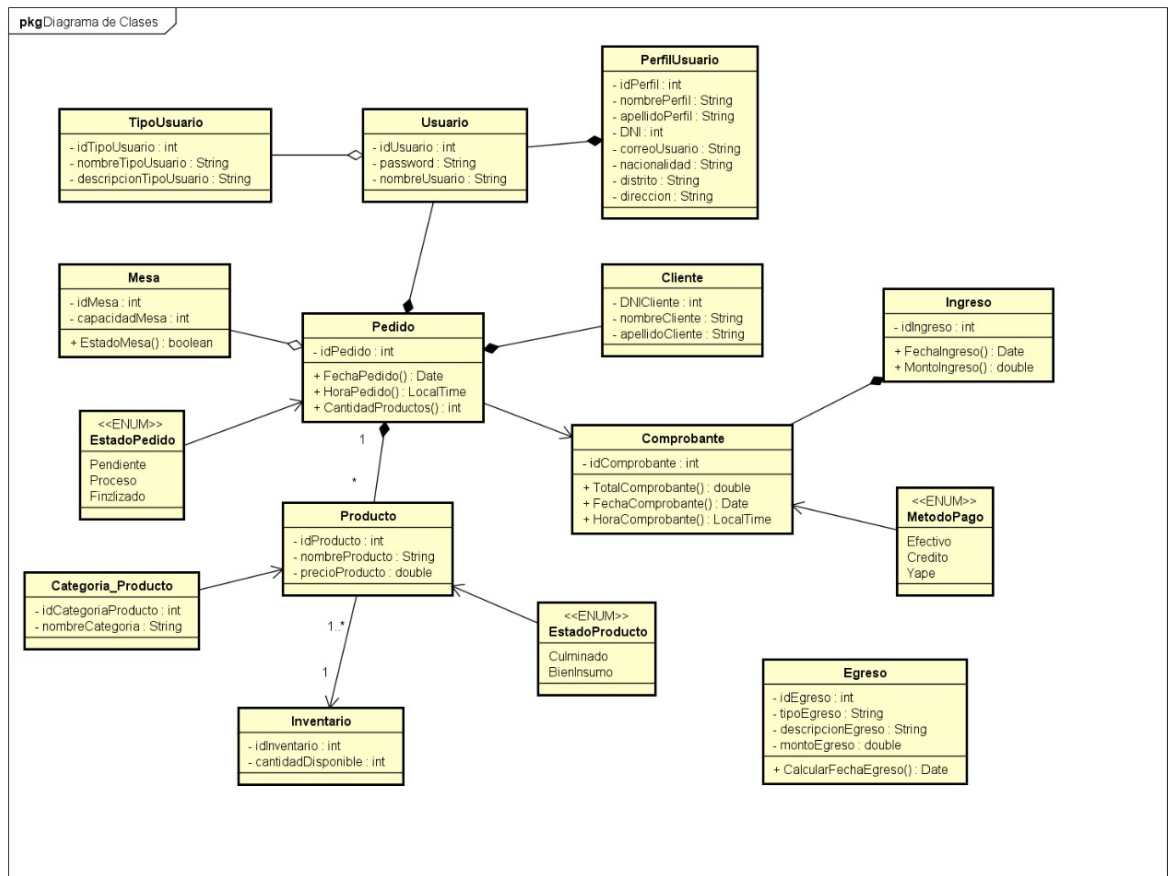 pkg Diagrama de Clases
PerfilUsuario
- idPerfil : int
- nombrePerfil : String
- apellidoPerfil : String
- DNI : int
- correoUsuario : String
- nacionalidad : String
- distrito : String
- direccion : String
TipoUsuario
- idTipoUsuario : int
- nombreTipoUsuario : String
- descripcionTipoUsuario : String
Usuario
- idUsuario : int
- password : String
- nombreUsuario : String
Mesa
- idMesa : int
- capacidadMesa : int
+ EstadoMesa() : boolean
Pedido
- idPedido : int
+ FechaPedido() : Date
+ HoraPedido() : LocalTime
+ CantidadProductos() : int
Cliente
- DNICliente : int
- nombreCliente : String
- apellidoCliente : String
Ingreso
- idIngreso : int
+ FechaIngreso() : Date
+ MontoIngreso() : double
<<ENUM>>
EstadoPedido
Pendiente
Proceso
Finzlizado
1
*
Comprobante
- idComprobante : int
+ TotalComprobante() : double
+ FechaComprobante() : Date
+ HoraComprobante() : LocalTime
<<ENUM>>
MetodoPago
Efectivo
Credito
Yape
Producto
- idProducto : int
- nombreProducto : String
- precioProducto : double
Categoria_Producto
- idCategoriaProducto : int
- nombreCategoria : String
<<ENUM>>
EstadoProducto
Culminado
BienInsumo
1..*
1
Inventario
- idInventario : int
- cantidadDisponible : int
Egreso
- idEgreso : int
- tipoEgreso : String
- descripcionEgreso : String
- montoEgreso : double
+ CalcularFechaEgreso() : Date